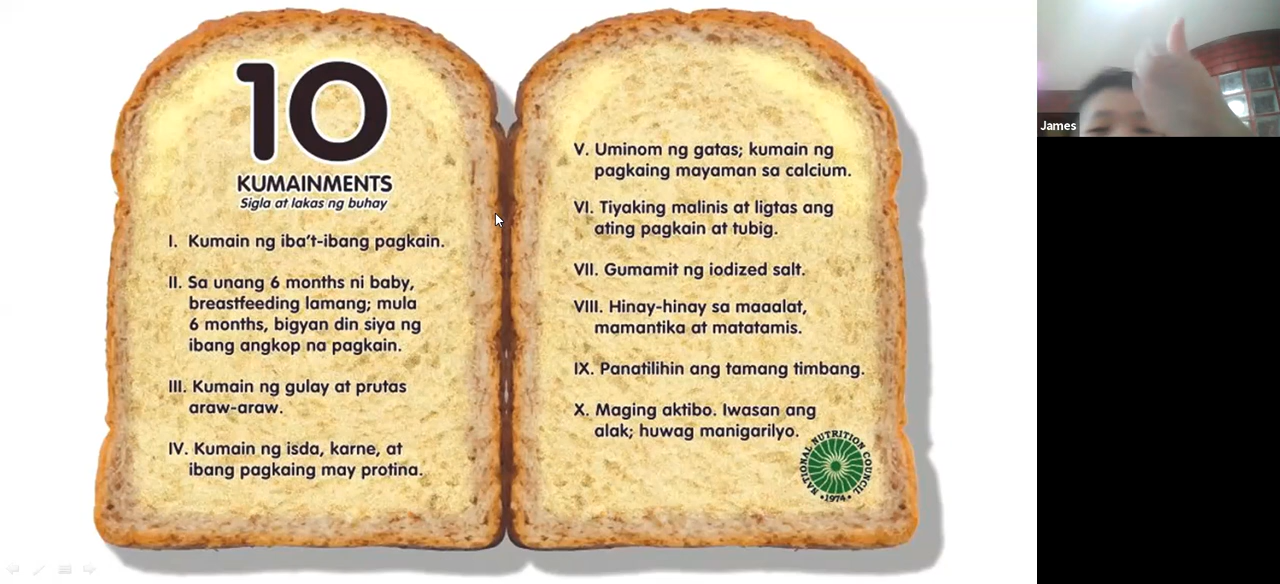 10
KUMAINMENTS
Sigla at lakas ng buhay
I. Kumain ng iba't-ibang pagkain.
II. Sa unang 6 months ni baby,
breastfeeding lamang; mula
6 months, bigyan din siya ng
ibang angkop na pagkain.
III. Kumain ng gulay at prutas
araw-araw.
IV. Kumain ng isda, karne, at
ibang pagkaing may protina.
V. Uminom ng gatas; kumain ng
pagkaing mayaman sa calcium.
VI. Tiyaking malinis at ligtas ang
ating pagkain at tubig.
VII. Gumamit ng iodized salt.
VIII. Hinay-hinay sa maaalat,
mamantika at matatamis.
IX. Panatilihin ang tamang timbang.
X. Maging aktibo. Iwasan ang
alak; huwag manigarilyo.
NATIONAL NUTRITION COUNCIL
•1974•
James